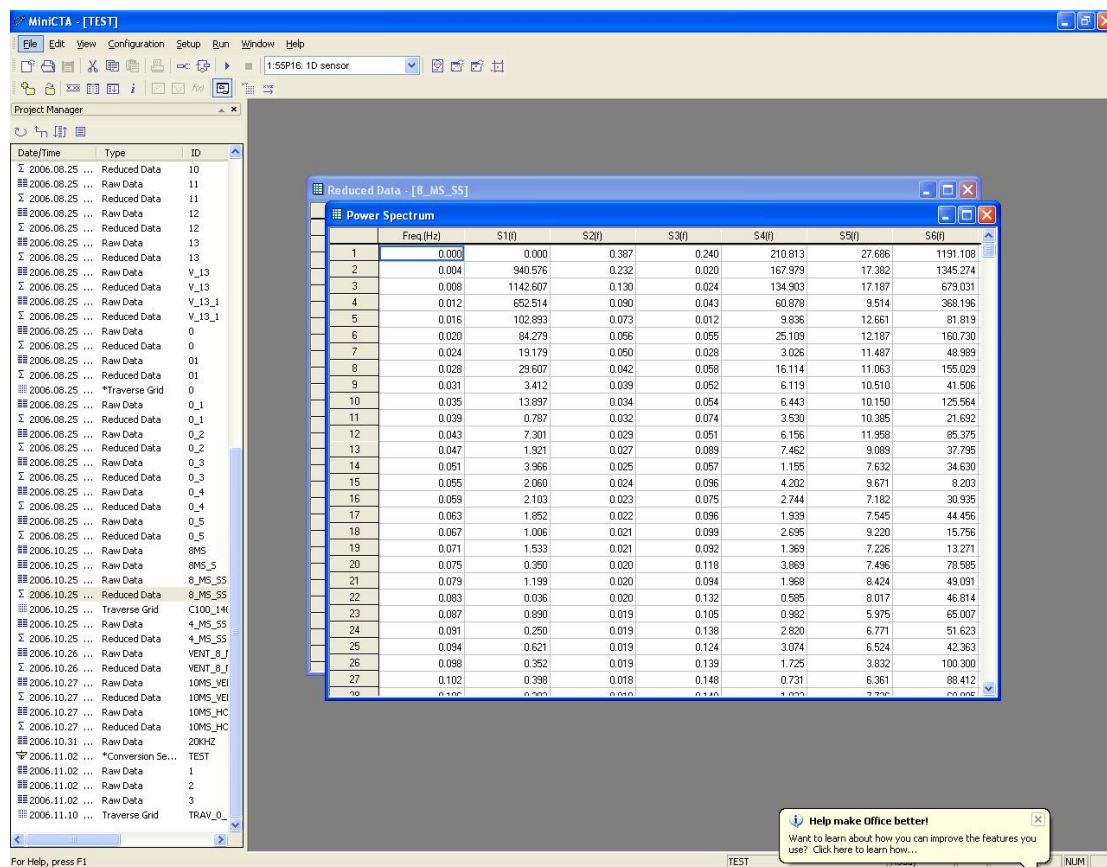 MiniCTA - [TEST]
File Edit View Configuration Setup Run Window Help
1:55P16: 1D sensor
Project Manager
Date/Time Type ID
Σ 2006.08.25 ... Reduced Data 10
2006.08.25 ... Raw Data 11
Σ 2006.08.25 ... Reduced Data 11
2006.08.25 ... Raw Data 12
Σ 2006.08.25 ... Reduced Data 12
2006.08.25 ... Raw Data 13
Σ 2006.08.25 ... Reduced Data 13
2006.08.25 ... Raw Data V_13
Σ 2006.08.25 ... Reduced Data V_13
2006.08.25 ... Raw Data V_13_1
Σ 2006.08.25 ... Reduced Data V_13_1
2006.08.25 ... Raw Data 0
Σ 2006.08.25 ... Reduced Data 0
2006.08.25 ... Raw Data 01
Σ 2006.08.25 ... Reduced Data 01
2006.08.25 ... *Traverse Grid 0
2006.08.25 ... Raw Data 0_1
Σ 2006.08.25 ... Reduced Data 0_1
2006.08.25 ... Raw Data 0_2
Σ 2006.08.25 ... Reduced Data 0_2
2006.08.25 ... Raw Data 0_3
Σ 2006.08.25 ... Reduced Data 0_3
2006.08.25 ... Raw Data 0_4
Σ 2006.08.25 ... Reduced Data 0_4
2006.08.25 ... Raw Data 0_5
Σ 2006.08.25 ... Reduced Data 0_5
2006.10.25 ... Raw Data 8MS
2006.10.25 ... Raw Data 8MS_S
2006.10.25 ... Raw Data 8_MS_SS
Σ 2006.10.25 ... Reduced Data 8_MS_SS
2006.10.25 ... Traverse Grid C100_14(
2006.10.25 ... Raw Data 4_MS_SS
Σ 2006.10.25 ... Reduced Data 4_MS_SS
2006.10.26 ... Raw Data VENT_8_
Σ 2006.10.26 ... Reduced Data VENT_8_
2006.10.27 ... Raw Data 10MS_VE
Σ 2006.10.27 ... Reduced Data 10MS_VE
2006.10.27 ... Raw Data 10MS_HC
Σ 2006.10.27 ... Reduced Data 10MS_HC
2006.10.31 ... Raw Data 20KHZ
2006.11.02 ... *Conversion Se... TEST
2006.11.02 ... Raw Data 1
2006.11.02 ... Raw Data 2
2006.11.02 ... Raw Data 3
2006.11.10 ... Traverse Grid TRAV_0_
Reduced Data - [8_MS_SS]
Power Spectrum
Freq.(Hz) S1(f) S2(f) S3(f) S4(f) S5(f) S6(f)
1 0.000 0.000 0.387 0.240 210.813 27.686 1191.108
2 0.004 940.576 0.232 0.020 167.979 17.382 1345.274
3 0.008 1142.607 0.130 0.024 134.903 17.187 679.031
4 0.012 652.514 0.090 0.043 60.878 9.514 368.196
5 0.016 102.893 0.073 0.012 9.836 12.661 81.819
6 0.020 84.279 0.056 0.055 25.109 12.187 160.730
7 0.024 19.179 0.050 0.028 3.026 11.487 48.989
8 0.028 29.607 0.042 0.058 16.114 11.063 155.029
9 0.031 3.412 0.039 0.052 6.119 10.510 41.506
10 0.035 13.897 0.034 0.054 6.443 10.150 125.564
11 0.039 0.787 0.032 0.074 3.530 10.385 21.692
12 0.043 7.301 0.029 0.051 6.156 11.958 85.375
13 0.047 1.921 0.027 0.089 7.462 9.089 37.795
14 0.051 3.966 0.025 0.057 1.155 7.632 34.630
15 0.055 2.060 0.024 0.096 4.202 9.671 8.203
16 0.059 2.103 0.023 0.075 2.744 7.182 30.935
17 0.063 1.852 0.022 0.096 1.939 7.545 44.456
18 0.067 1.006 0.021 0.099 2.695 9.220 15.756
19 0.071 1.533 0.021 0.092 1.369 7.226 13.271
20 0.075 0.350 0.020 0.118 3.869 7.496 78.585
21 0.079 1.199 0.020 0.094 1.968 8.424 49.091
22 0.083 0.036 0.020 0.132 0.585 8.017 46.814
23 0.087 0.890 0.019 0.105 0.982 5.975 65.007
24 0.091 0.250 0.019 0.138 2.820 6.771 51.623
25 0.094 0.621 0.019 0.124 3.074 6.524 42.363
26 0.098 0.352 0.019 0.139 1.725 3.832 100.300
27 0.102 0.398 0.018 0.148 0.731 6.361 88.412
28
Help make Office better!
Want to learn about how you can improve the features you
use? Click here to learn how...
For Help, press F1
TEST
NUM